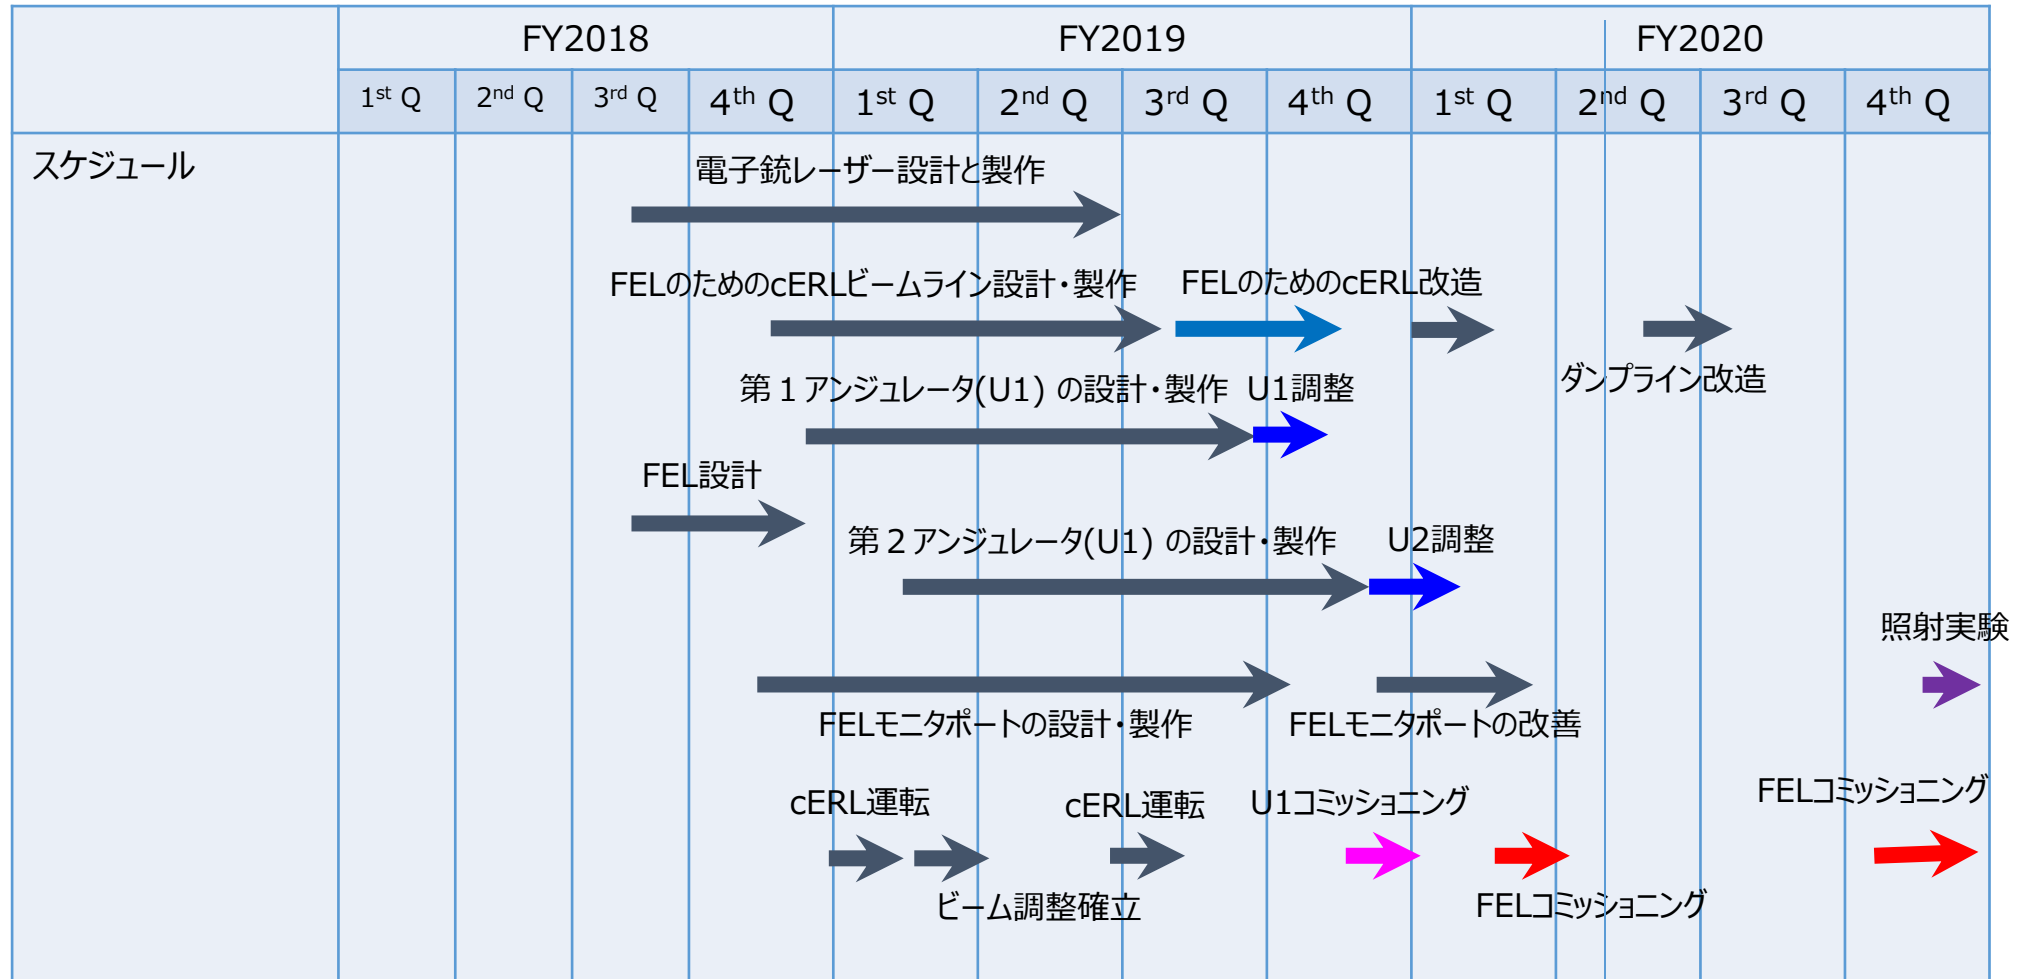 FY2018 FY2019 FY2020
1st Q 2nd Q 3rd Q 4th Q 1st Q 2nd Q 3rd Q 4th Q 1st Q 2nd Q 3rd Q 4th Q
スケジュール
電子銃レーザー設計と製作
FELのためのcERLビームライン設計・製作 FELのためのcERL改造
ダンプライン改造
第１アンジュレータ(U1) の設計・製作 U1調整
FEL設計
第２アンジュレータ(U1) の設計・製作 U2調整
照射実験
FELモニタポートの設計・製作 FELモニタポートの改善
cERL運転 cERL運転 U1コミッショニング FELコミッショニング
ビーム調整確立 FELコミッショニング